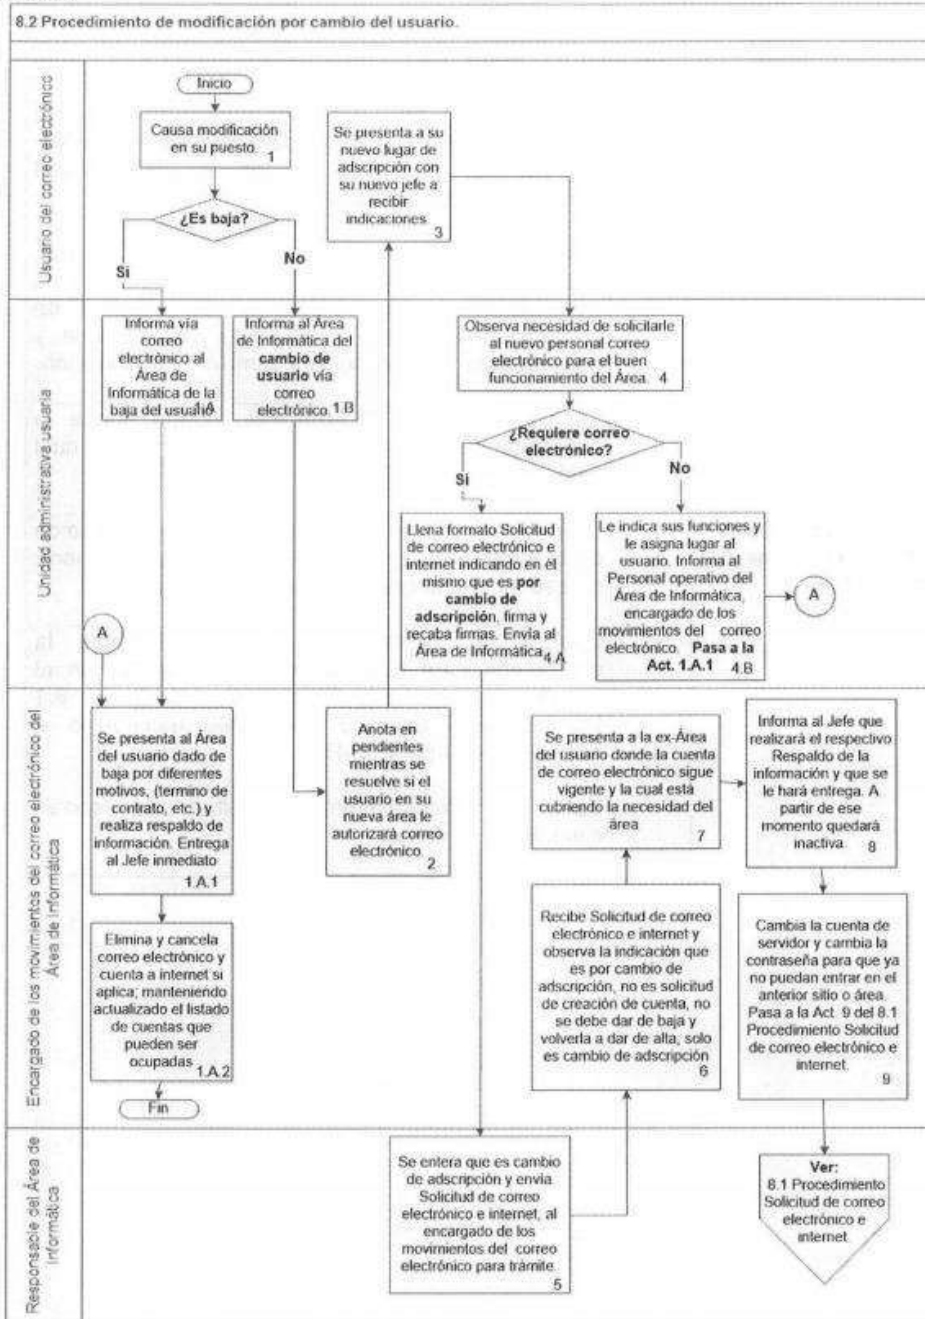 8.2 Procedimiento de modificación por cambio del usuario.
Usuario del correo electrónico
Inicio
Causa modificación
en su puesto.
1
¿Es baja?
Si
No
Se presenta a su
nuevo lugar de
adscripción con
su nuevo jefe a
recibir
indicaciones.
3
Unidad administrativa usuaria
Informa vía
correo
electrónico al
Área de
Informática de la
baja del usuario
1.A
Informa al Área
de Informática del
cambio de
usuario vía
correo
electrónico.
1.B
Observa necesidad de solicitarle
al nuevo personal correo
electrónico para el buen
funcionamiento del Área.
4
¿Requiere correo
electrónico?
Si
No
Llena formato Solicitud
de correo electrónico e
internet indicando en él
mismo que es por
cambio de
adscripción, firma y
recaba firmas. Envía al
Área de Informática.
4.A
Le indica sus funciones y
le asigna lugar al
usuario. Informa al
Personal operativo del
Área de Informática,
encargado de los
movimientos del correo
electrónico. Pasa a la
Act. 1.A.1
4.B
A
A
Encargado de los movimientos del correo electrónico del
Área de Informática
Se presenta al Área
del usuario dado de
baja por diferentes
motivos, (termino de
contrato, etc.) y
realiza respaldo de
información. Entrega
al Jefe inmediato
1.A.1
Elimina y cancela
correo electrónico y
cuenta a internet si
aplica; manteniendo
actualizado el listado
de cuentas que
pueden ser
ocupadas
1.A.2
Fin
Anota en
pendientes
mientras se
resuelve si el
usuario en su
nueva área le
autorizará correo
electrónico.
2
Se presenta a la ex-Área
del usuario donde la cuenta
de correo electrónico sigue
vigente y la cual está
cubriendo la necesidad del
área
7
Informa al Jefe que
realizará el respectivo
Respaldo de la
información y que se
le hará entrega. A
partir de ese
momento quedará
inactiva
8
Recibe Solicitud de correo
electrónico e internet y
observa la indicación que
es por cambio de
adscripción, no es solicitud
de creación de cuenta, no
se debe dar de baja y
volverla a dar de alta, solo
es cambio de adscripción
6
Cambia la cuenta de
servidor y cambia la
contraseña para que ya
no puedan entrar en el
anterior sitio o área.
Pasa a la Act. 9 del 8.1
Procedimiento Solicitud
de correo electrónico e
internet.
9
Responsable del Área de
Informática
Se entera que es cambio
de adscripción y envía
Solicitud de correo
electrónico e internet, al
encargado de los
movimientos del correo
electrónico para trámite.
5
Ver:
8.1 Procedimiento
Solicitud de correo
electrónico e
internet